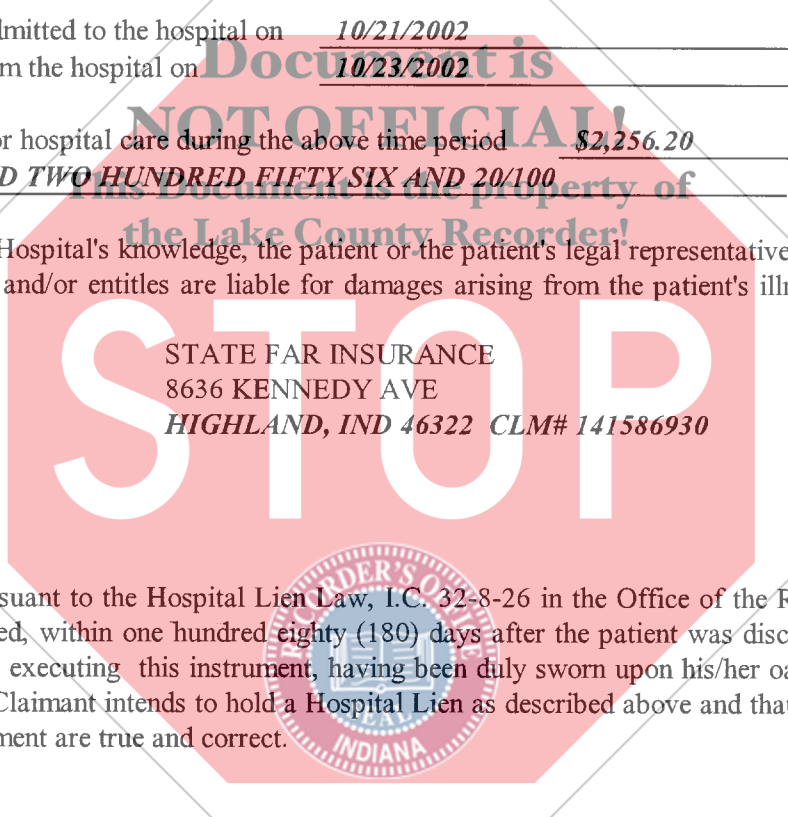 mitted to the hospital on 10/21/2002
m the hospital on 10/23/2002
Document is
NOT OFFICIAL!
or hospital care during the above time period $2,256.20
D TWO HUNDRED FIFTY SIX AND 20/100
This Document is the property of
the Lake County Recorder!
Hospital's knowledge, the patient or the patient's legal representative
and/or entitles are liable for damages arising from the patient's illn
STOP
STATE FAR INSURANCE
8636 KENNEDY AVE
HIGHLAND, IND 46322 CLM# 141586930
suant to the Hospital Lien Law, I.C. 32-8-26 in the Office of the R
ed, within one hundred eighty (180) days after the patient was disc
executing this instrument, having been duly sworn upon his/her oa
Claimant intends to hold a Hospital Lien as described above and that
ment are true and correct.
RECORDER'S OFFICE
SEAL
INDIANA